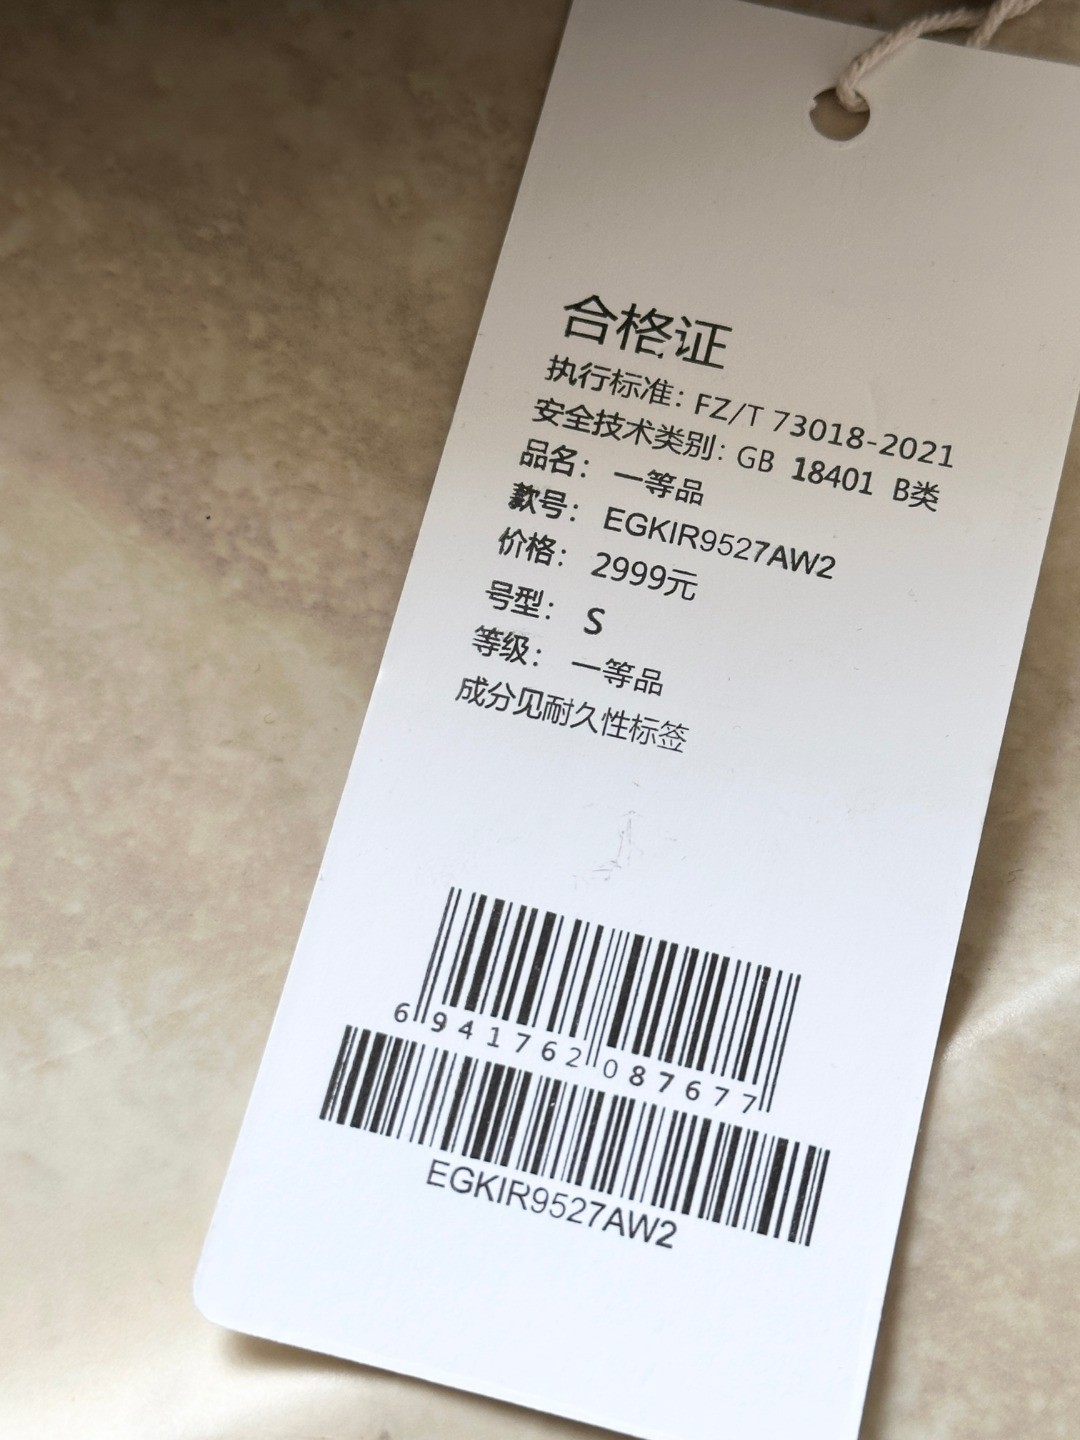 合格证
执行标准：FZ/T 73018-2021
安全技术类别：GB 18401 B类
品名：一等品
款号：EGKIR9527AW2
价格：2999元
号型：S
等级：一等品
成分见耐久性标签
6941762087677
EGKIR9527AW2